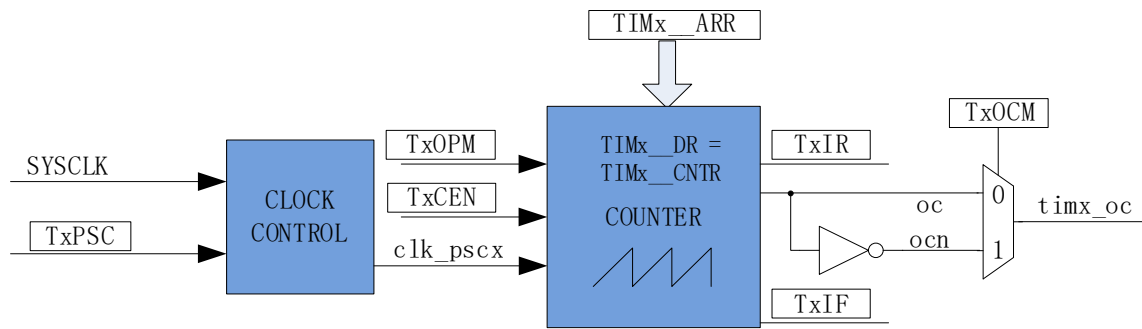 TIMx__ARR
TxOCM
TxOPM
TIMx__DR =
TIMx__CNTR
TxIR
SYSCLK
TxCEN
CLOCK
CONTROL
COUNTER
oc
0
timx_oc
TxPSC
clk_pscx
ocn
1
TxIF